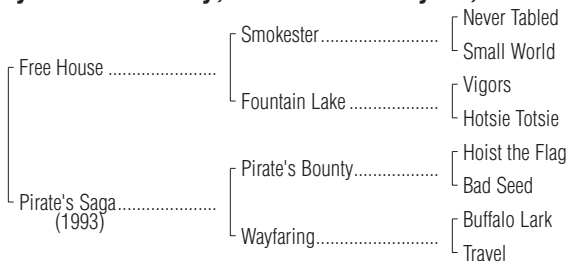 Never Tabled
Smokester
Small World
Free House
Vigors
Fountain Lake
Hotsie Totsie
Hoist the Flag
Pirate's Bounty
Bad Seed
Pirate's Saga
(1993)
Buffalo Lark
Wayfaring
Travel